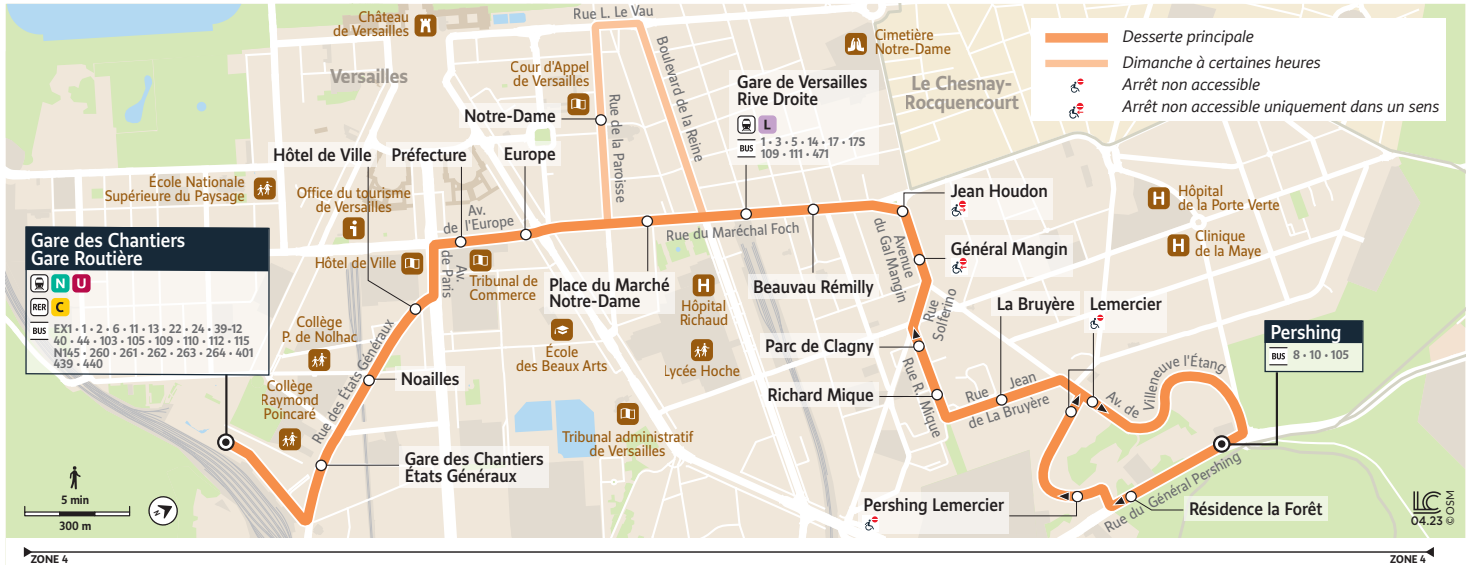 Rue L. Le Vau
Château
de Versailles
Versailles
Cour d'Appel
de Versailles
Boulevard de la Reine
Rue de la Paroisse
Notre-Dame
Cimetière
Notre-Dame
Le Chesnay-
Rocquencourt
Desserte principale
Dimanche à certaines heures
Arrêt non accessible
Arrêt non accessible uniquement dans un sens
Gare de Versailles
Rive Droite
L
BUS
1 • 3 • 5 • 14 • 17 • 17S
109 • 111 • 471
Hôtel de Ville
Préfecture
Europe
École Nationale
Supérieure du Paysage
Office du tourisme
de Versailles
i
Av.
de l'Europe
Hôtel de Ville
Av.
de Paris
Tribunal de
Commerce
Place du Marché
Notre-Dame
Rue du Maréchal Foch
H
Hôpital
Richaud
Beauvau Rémilly
Jean Houdon
Avenue
du Gal Mangin
Général Mangin
H
Hôpital
de la Porte Verte
H
Clinique
de la Maye
Gare des Chantiers
Gare Routière
N U
RER C
BUS
EX1 • 1 • 2 • 6 • 11 • 13 • 22 • 24 • 39-12
40 • 44 • 103 • 105 • 109 • 110 • 112 • 115
N145 • 260 • 261 • 262 • 263 • 264 • 401
439 • 440
Collège
P. de Nolhac
Collège
Raymond
Poincaré
Rue des États Généraux
Noailles
École
des Beaux Arts
Lycée Hoche
Parc de Clagny
Rue
Solférino
Richard Mique
Rue R. Mique
La Bruyère
Rue Jean
de La Bruyère
Lemercier
Av. de
Villeneuve l'Étang
Pershing
BUS
8 • 10 • 105
Tribunal administratif
de Versailles
Gare des Chantiers
États Généraux
Pershing Lemercier
Rue du Général Pershing
Résidence la Forêt
5 min
300 m
LC
04.23 © OSM
ZONE 4
ZONE 4